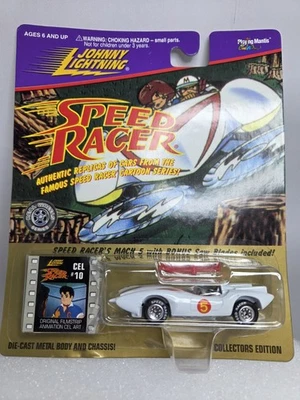 AGES 6 AND UP
WARNING: CHOKING HAZARD - small parts.
Not for children under 3 years.
Playing Mantis
JOHNNY
LIGHTNING
SPEED
RACER
M
AUTHENTIC REPLICAS OF CARS FROM THE
FAMOUS SPEED RACER CARTOON SERIES!
SPEED RACER'S MACH 5 with BONUS Saw Blades included!
CEL
#10
ORIGINAL FILMSTRIP
ANIMATION CEL ART
5
DIE-CAST METAL BODY AND CHASSIS!
COLLECTORS EDITION